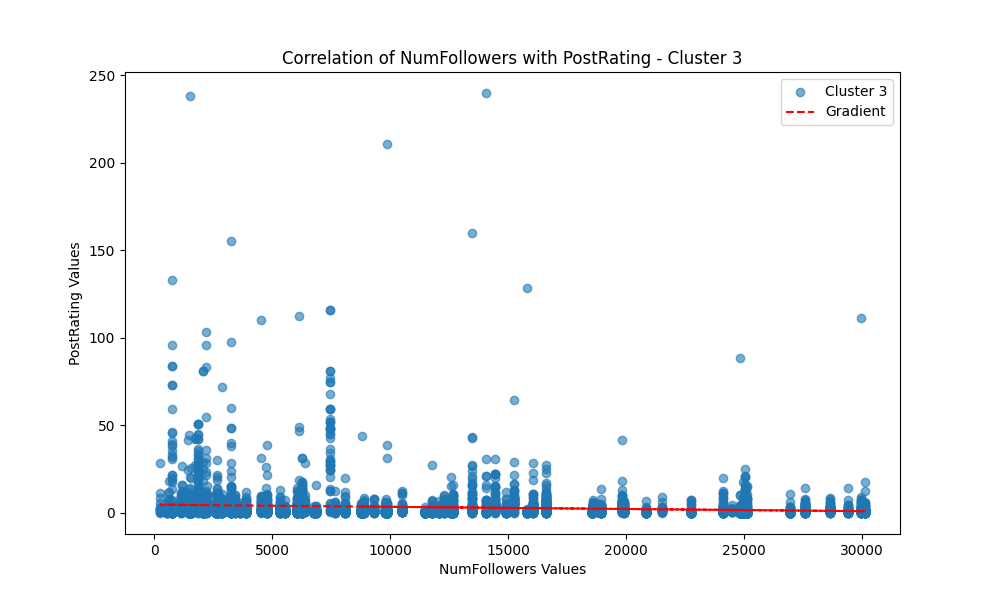 Correlation of NumFollowers with PostRating - Cluster 3
Cluster 3
Gradient
PostRating Values
250
200
150
100
50
0
0 5000 10000 15000 20000 25000 30000
NumFollowers Values